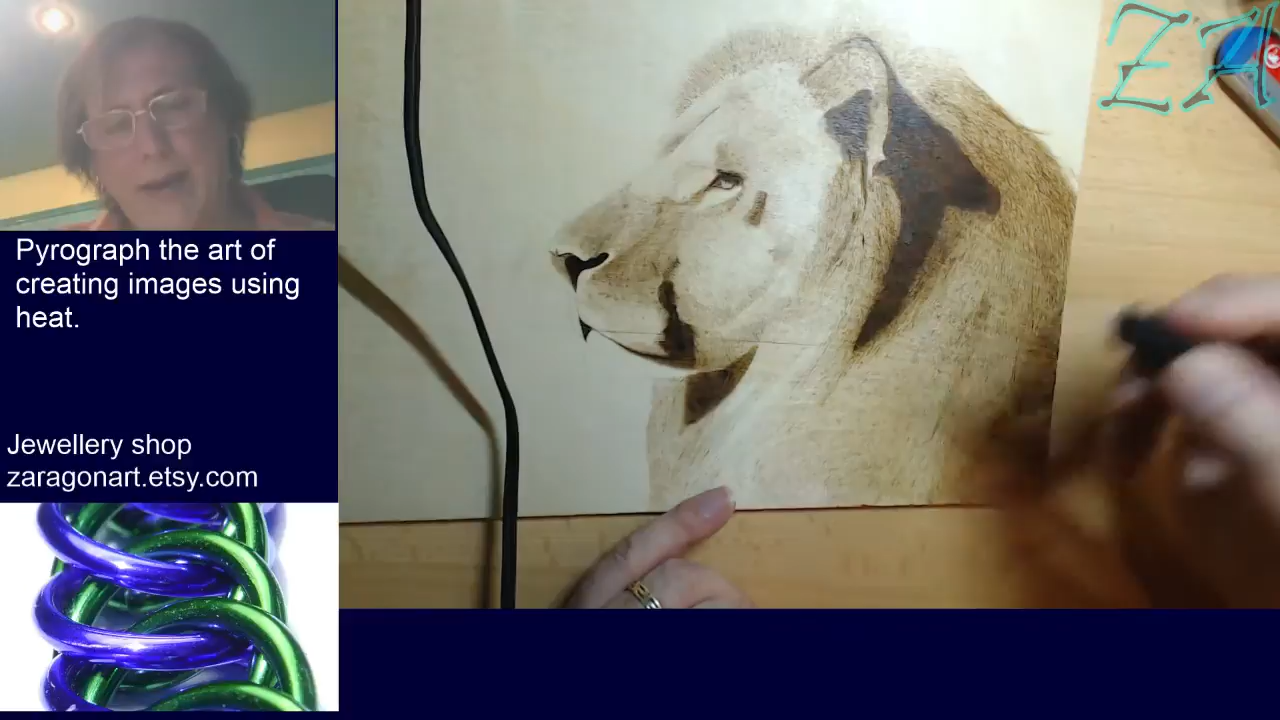 ZA
Pyrograph the art of
creating images using
heat.
Jewellery shop
zaragonart.etsy.com